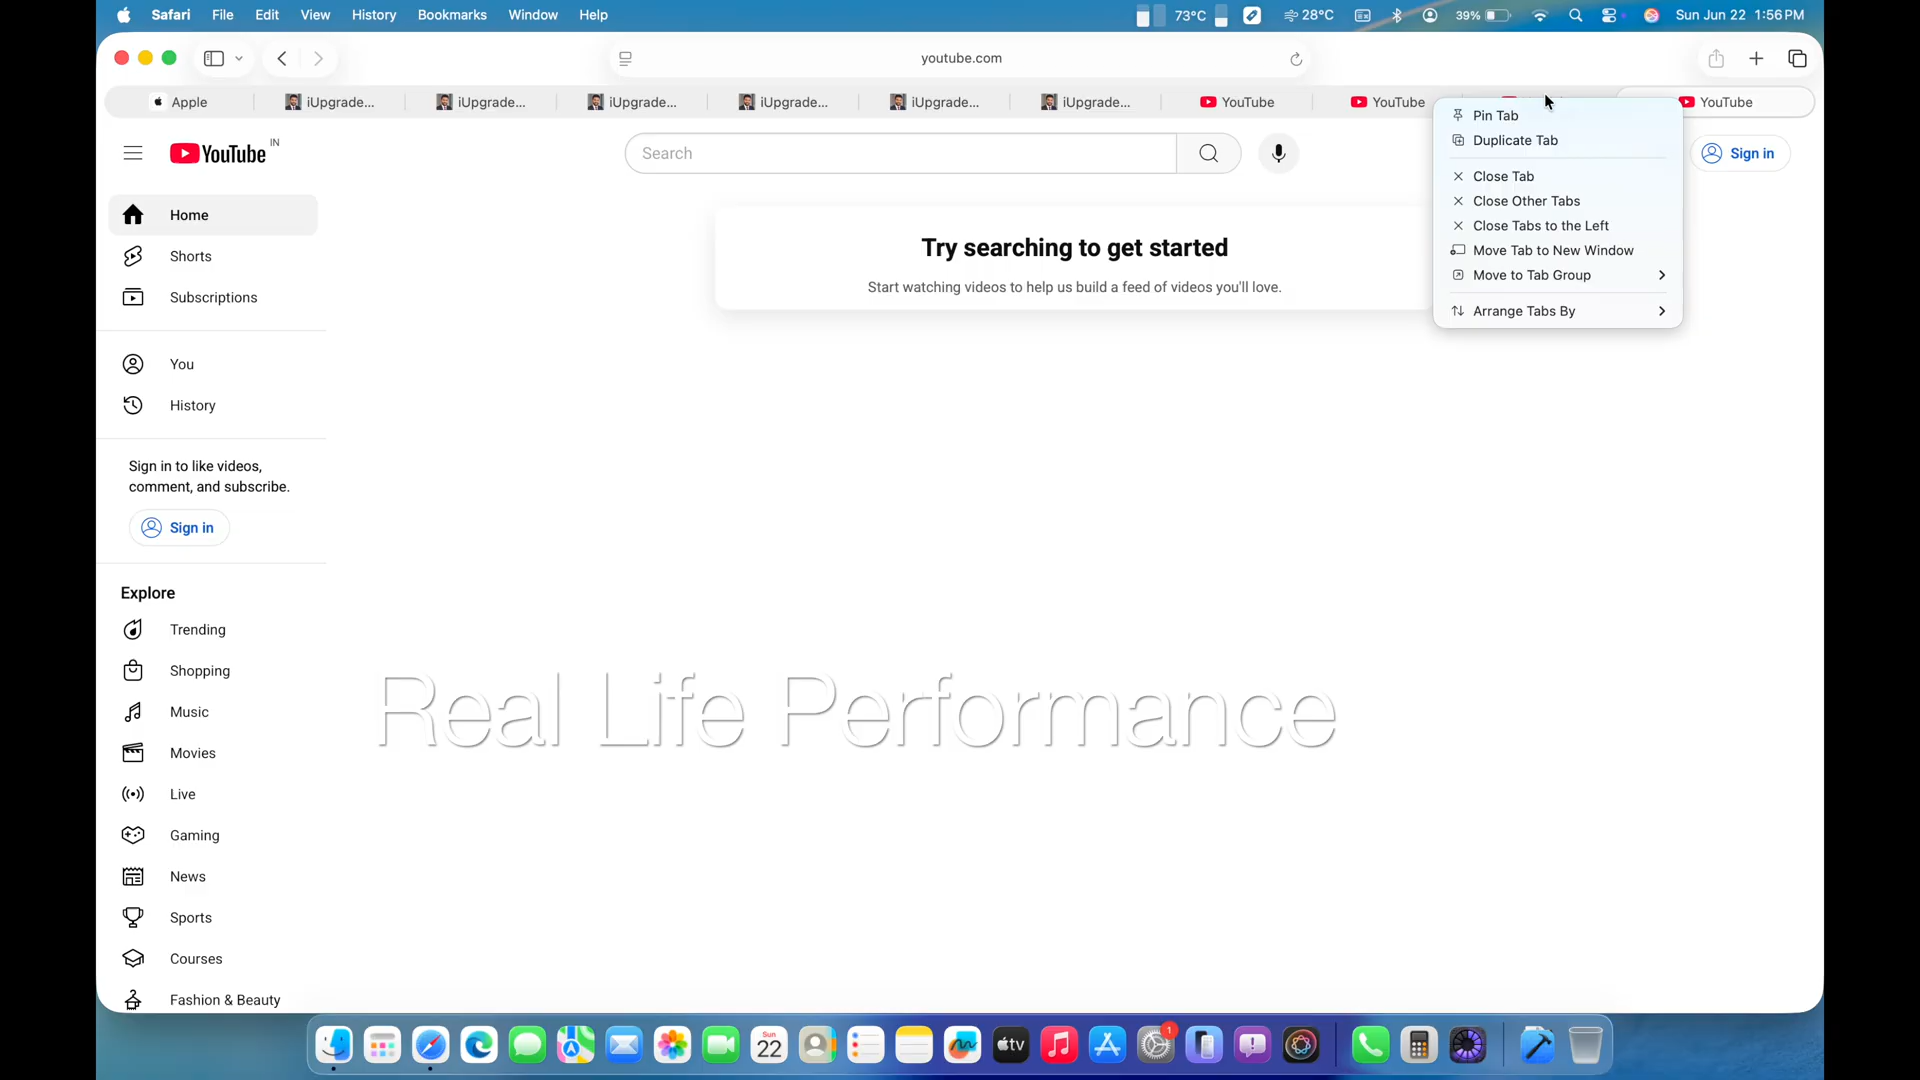 Safari File Edit View History Bookmarks Window Help 73°C 28°C 39% Sun Jun 22 1:56 PM
youtube.com
Apple iUpgrade... iUpgrade... iUpgrade... iUpgrade... iUpgrade... iUpgrade... YouTube YouTube YouTube
YouTube IN
Search
Sign in
Pin Tab
Duplicate Tab
Close Tab
Close Other Tabs
Close Tabs to the Left
Move Tab to New Window
Move to Tab Group
Arrange Tabs By
Try searching to get started
Start watching videos to help us build a feed of videos you'll love.
Home
Shorts
Subscriptions
You
History
Sign in to like videos,
comment, and subscribe.
Sign in
Explore
Trending
Shopping
Music
Movies
Live
Gaming
News
Sports
Courses
Fashion & Beauty
Real Life Performance
Sun
22
tv
1